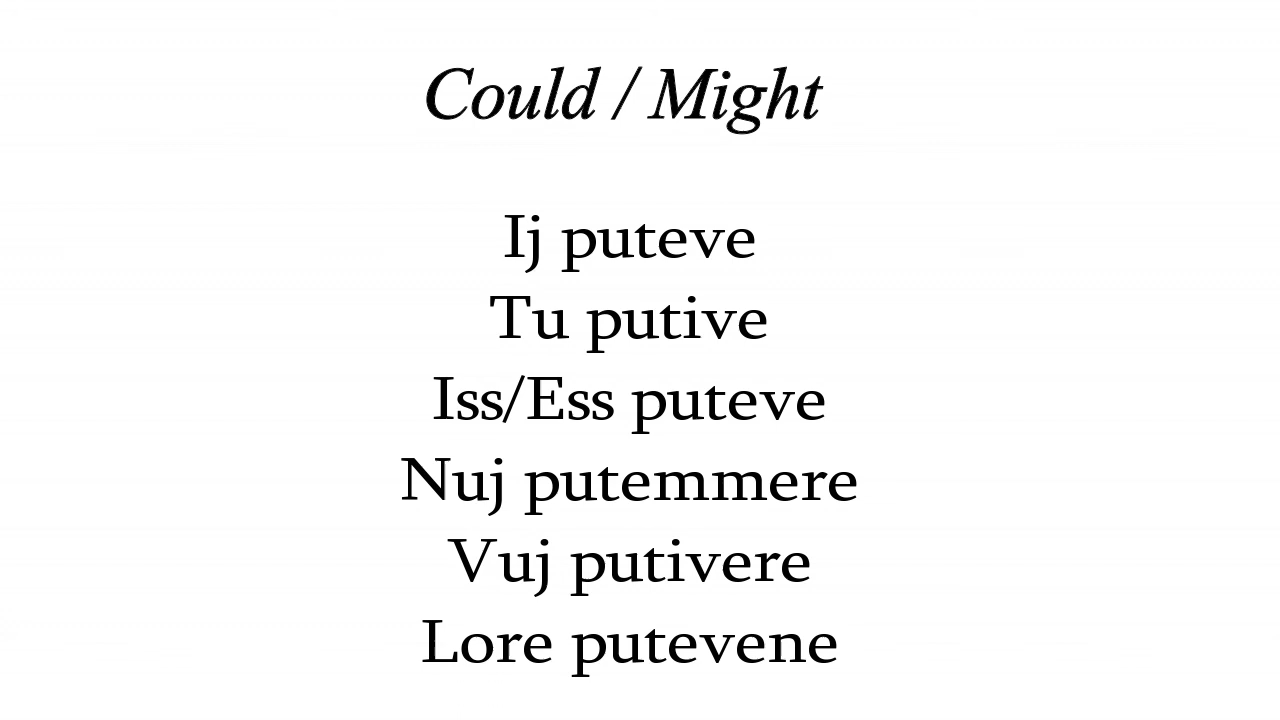 Could / Might
Ij puteve
Tu putive
Iss/Ess puteve
Nuj putemmere
Vuj putivere
Lore putevene